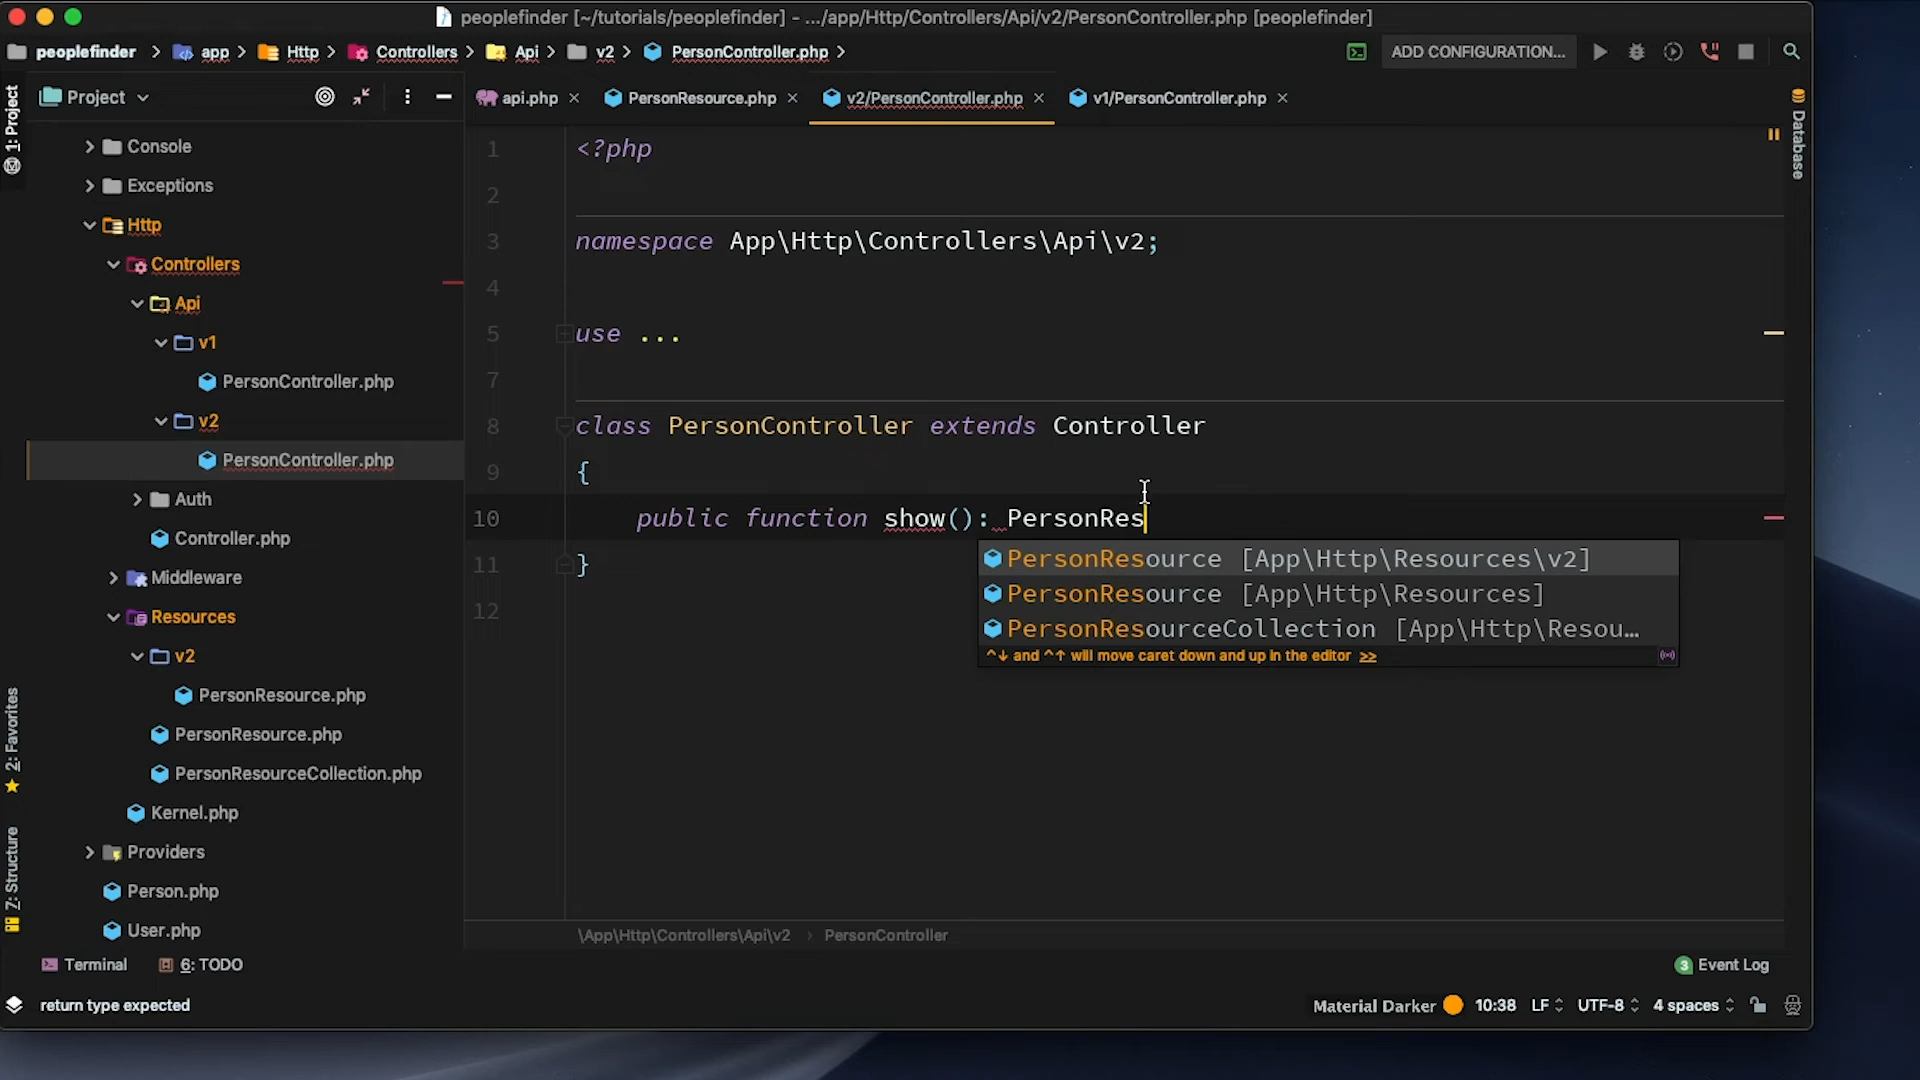 peoplefinder [~/tutorials/peoplefinder] - .../app/Http/Controllers/Api/v2/PersonController.php [peoplefinder]
peoplefinder app Http Controllers Api v2 PersonController.php ADD CONFIGURATION...
1: Project
Project
api.php PersonResource.php v2/PersonController.php v1/PersonController.php
Database
Console
Exceptions
Http
Controllers
Api
v1
PersonController.php
v2
PersonController.php
Auth
Controller.php
Middleware
Resources
v2
PersonResource.php
PersonResource.php
PersonResourceCollection.php
Kernel.php
Providers
Person.php
User.php
2: Favorites
7: Structure
1 <?php
2
3 namespace App\Http\Controllers\Api\v2;
4
5 use ...
7
8 class PersonController extends Controller
9 {
10 public function show(): PersonRes
11 }
12
PersonResource [App\Http\Resources\v2]
PersonResource [App\Http\Resources]
PersonResourceCollection [App\Http\Resou…
^↓ and ^↑ will move caret down and up in the editor >>
\App\Http\Controllers\Api\v2 › PersonController
Terminal 6: TODO 3 Event Log
return type expected Material Darker 10:38 LF UTF-8 4 spaces